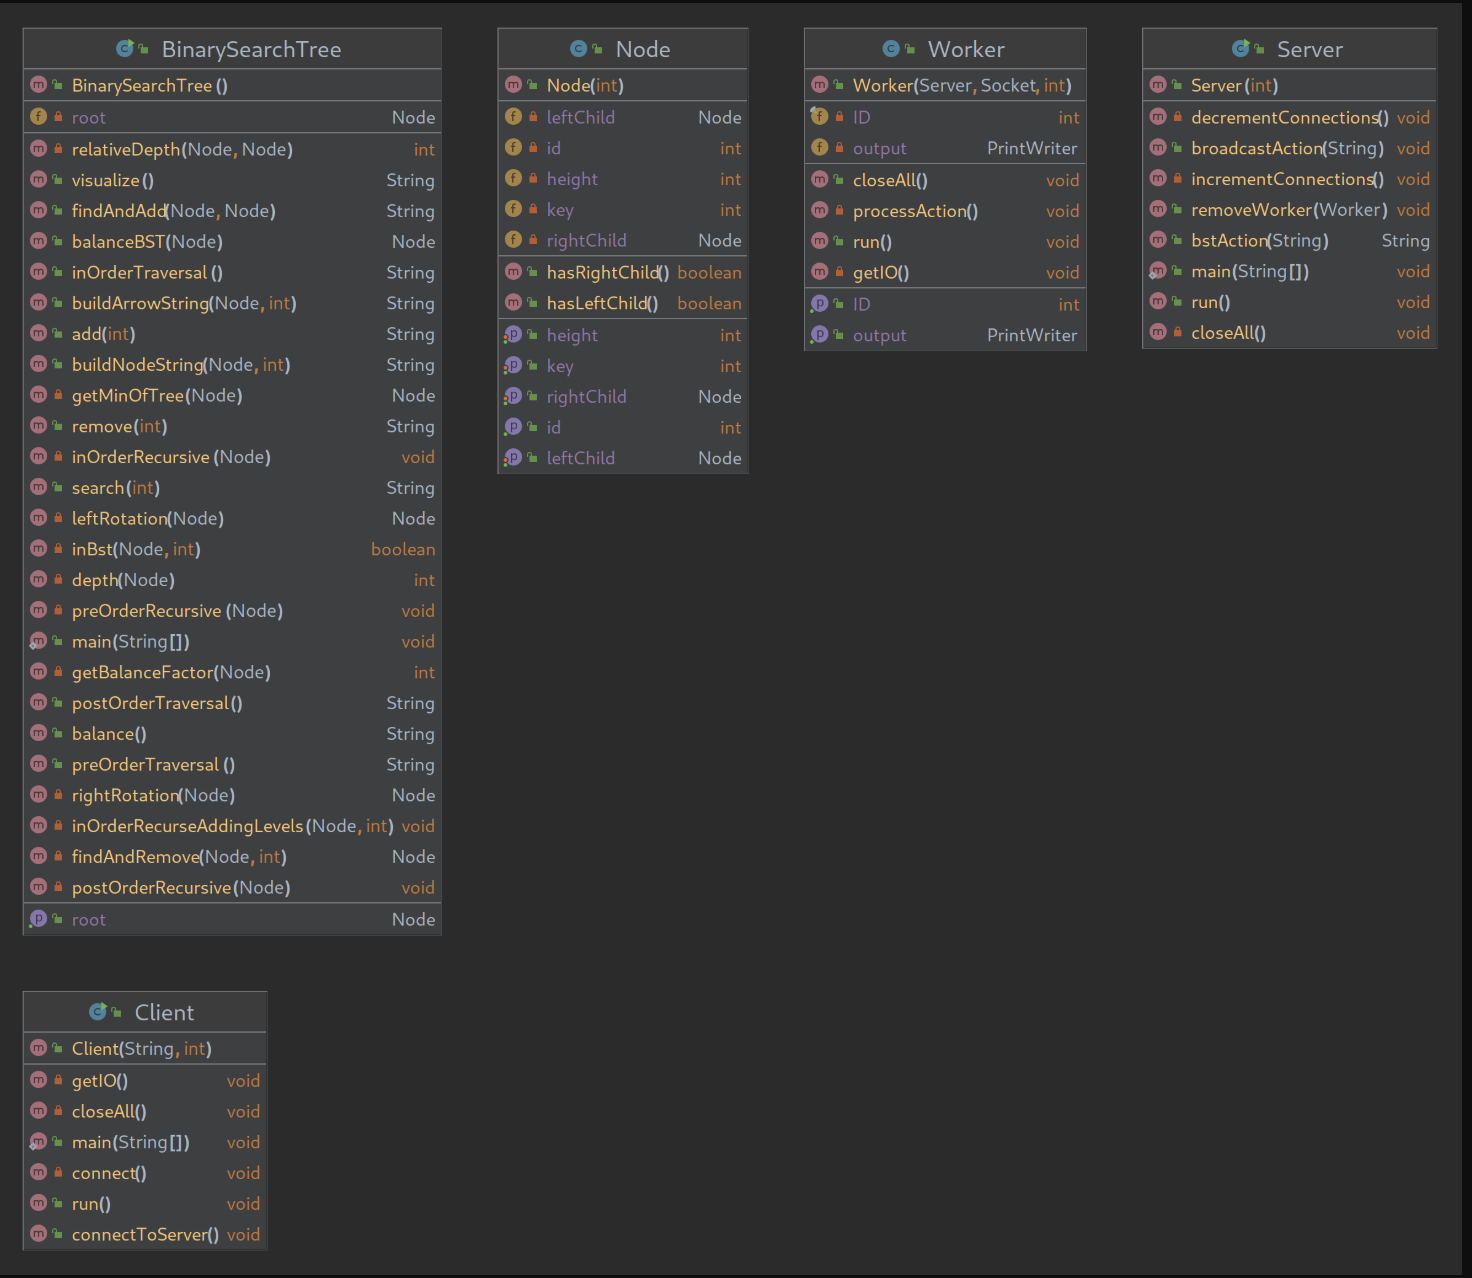 BinarySearchTree
BinarySearchTree()
root Node
relativeDepth(Node, Node) int
visualize() String
findAndAdd(Node, Node) String
balanceBST(Node) Node
inOrderTraversal() String
buildArrowString(Node, int) String
add(int) String
buildNodeString(Node, int) String
getMinOfTree(Node) Node
remove(int) String
inOrderRecursive(Node) void
search(int) String
leftRotation(Node) Node
inBst(Node, int) boolean
depth(Node) int
preOrderRecursive(Node) void
main(String[]) void
getBalanceFactor(Node) int
postOrderTraversal() String
balance() String
preOrderTraversal() String
rightRotation(Node) Node
inOrderRecurseAddingLevels(Node, int) void
findAndRemove(Node, int) Node
postOrderRecursive(Node) void
root Node
Node
Node(int)
leftChild Node
id int
height int
key int
rightChild Node
hasRightChild() boolean
hasLeftChild() boolean
height int
key int
rightChild Node
id int
leftChild Node
Worker
Worker(Server, Socket, int)
ID int
output PrintWriter
closeAll() void
processAction() void
run() void
getIO() void
ID int
output PrintWriter
Server
Server(int)
decrementConnections() void
broadcastAction(String) void
incrementConnections() void
removeWorker(Worker) void
bstAction(String) String
main(String[]) void
run() void
closeAll() void
Client
Client(String, int)
getIO() void
closeAll() void
main(String[]) void
connect() void
run() void
connectToServer() void